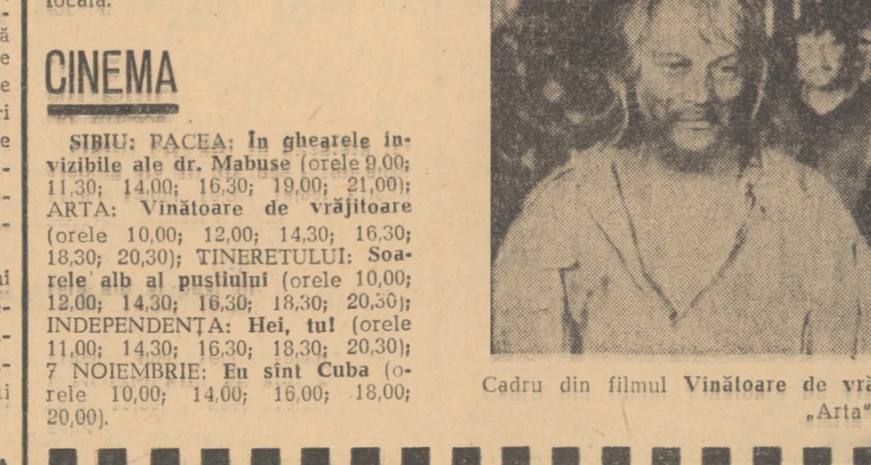 locală.
CINEMA
SIBIU: PACEA: În ghearele in-
vizibile ale dr. Mabuse (orele 9,00;
11,30; 14,00; 16,30; 19,00; 21,00);
ARTA: Vînătoare de vrăjitoare
(orele 10,00; 12,00; 14,30; 16,30;
18,30; 20,30); TINERETULUI: Soa-
rele alb al pustiului (orele 10,00;
12,00; 14,30; 16,30; 18,30; 20,30);
INDEPENDENȚA: Hei, tu! (orele
11,00; 14,30; 16,30; 18,30; 20,30);
7 NOIEMBRIE: Eu sînt Cuba (o-
rele 10,00; 14,00; 16,00; 18,00;
20,00).
Cadru din filmul Vînătoare de
„Arta“